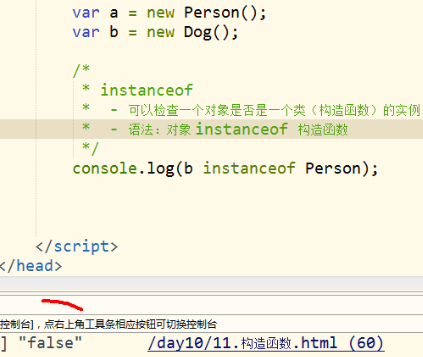 var a = new Person();
var b = new Dog();
/*
* instanceof
* - 可以检查一个对象是否是一个类（构造函数）的实例
* - 语法：对象 instanceof 构造函数
*/
console.log(b instanceof Person);
</script>
</head>
控制台]，点右上角工具条相应按钮可切换控制台
] "false" /day10/11.构造函数.html (60)